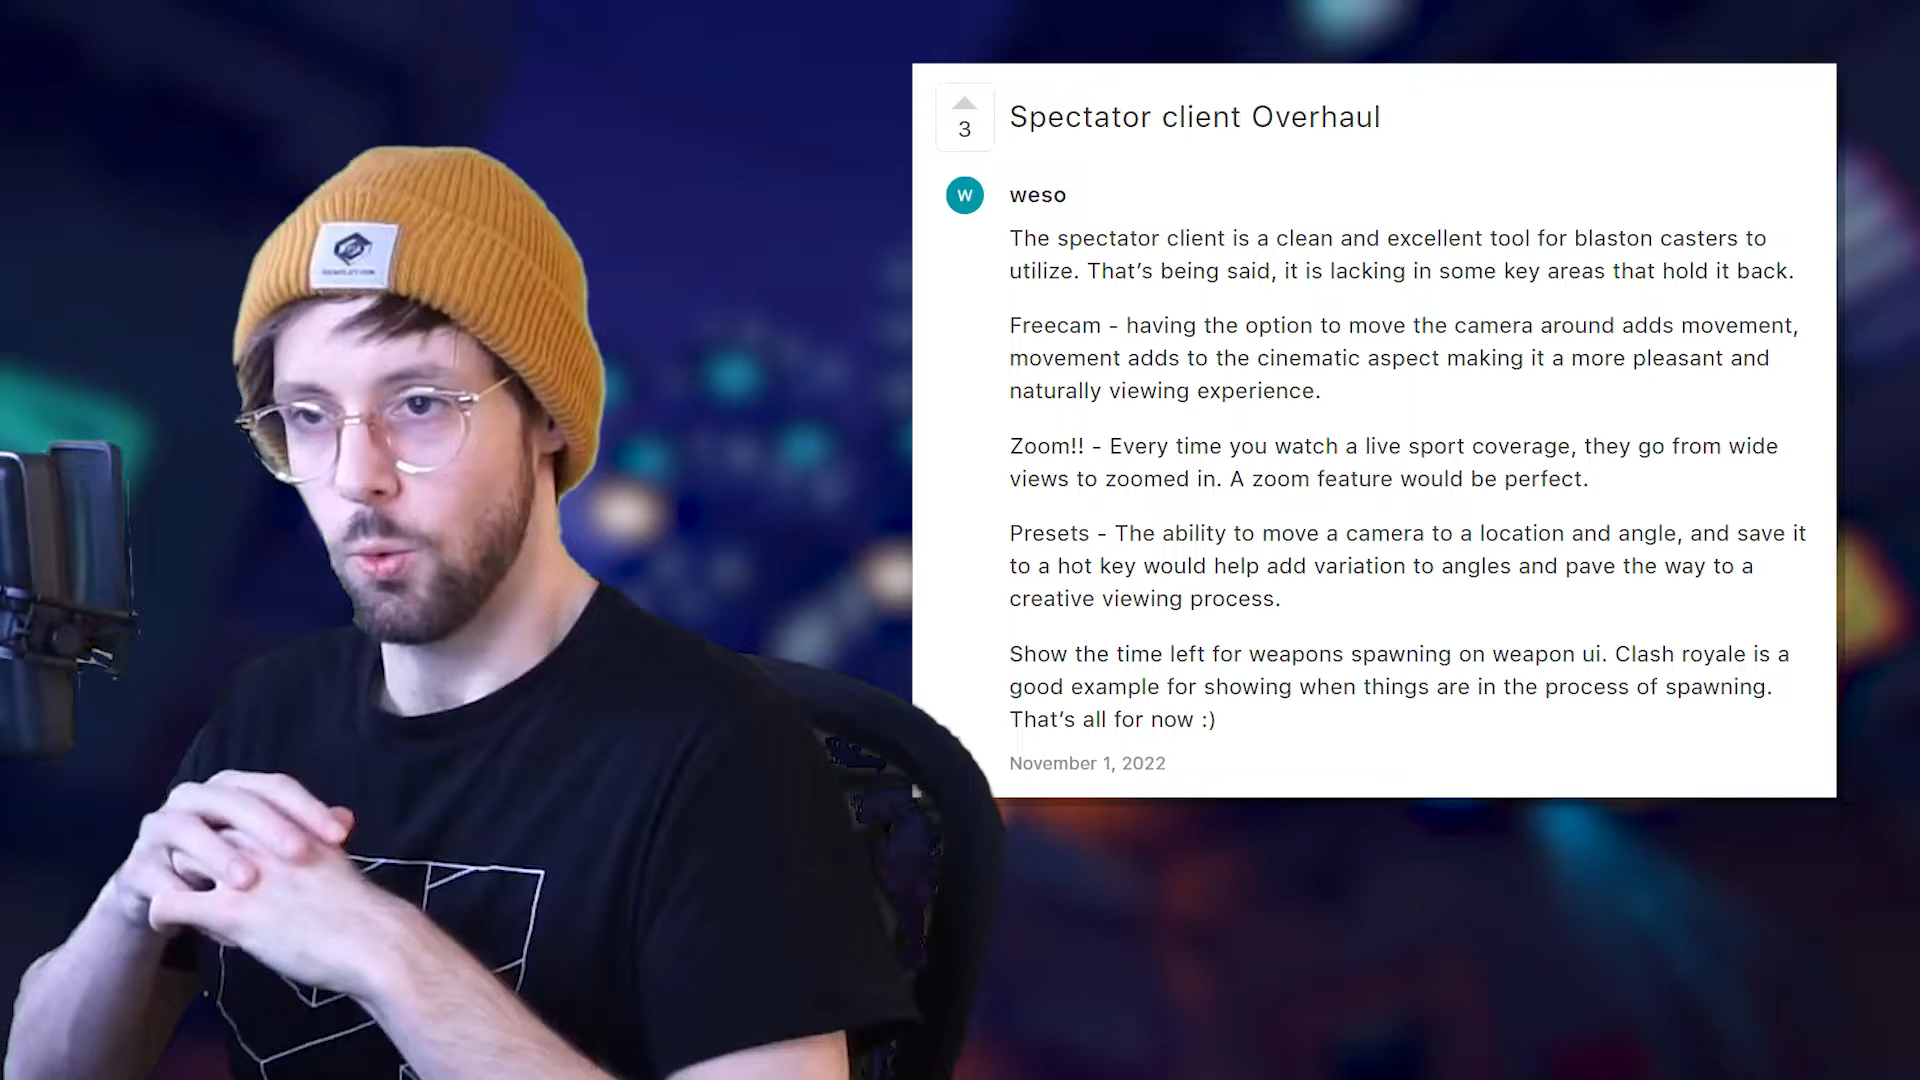 3
Spectator client Overhaul
W
weso
The spectator client is a clean and excellent tool for blaston casters to
utilize. That’s being said, it is lacking in some key areas that hold it back.
Freecam - having the option to move the camera around adds movement,
movement adds to the cinematic aspect making it a more pleasant and
naturally viewing experience.
Zoom!! - Every time you watch a live sport coverage, they go from wide
views to zoomed in. A zoom feature would be perfect.
Presets - The ability to move a camera to a location and angle, and save it
to a hot key would help add variation to angles and pave the way to a
creative viewing process.
Show the time left for weapons spawning on weapon ui. Clash royale is a
good example for showing when things are in the process of spawning.
That’s all for now :)
November 1, 2022